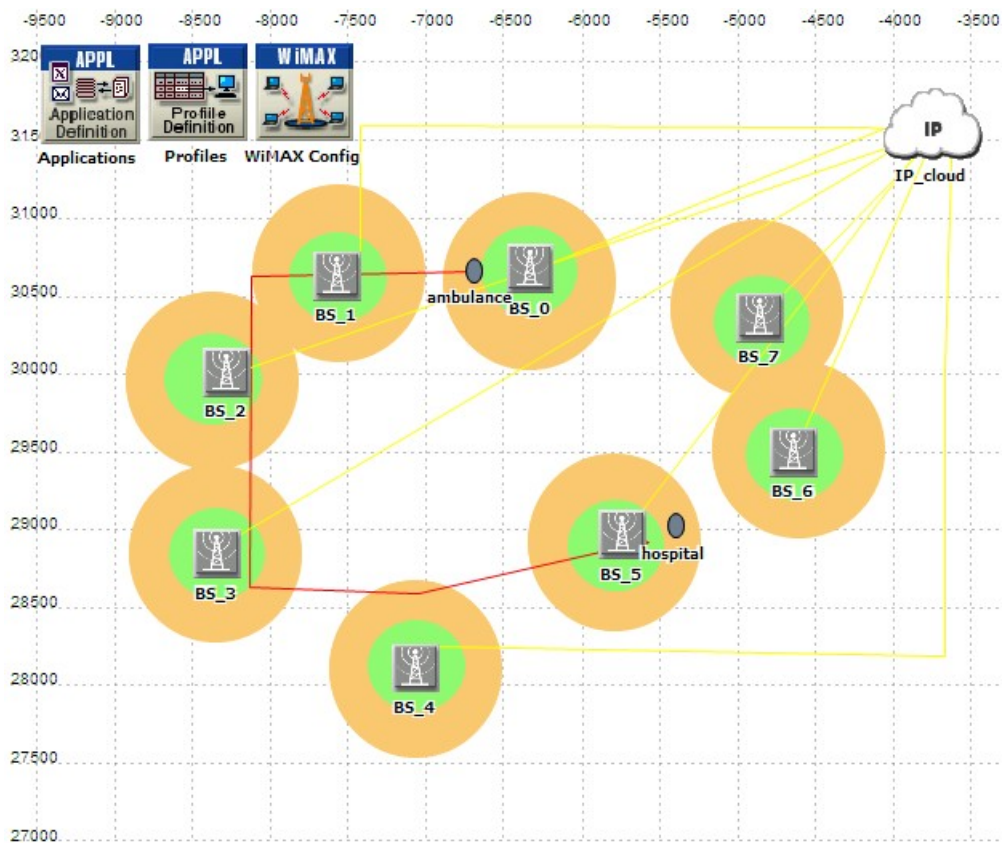 -9500 -9000 -8500 -8000 -7500 -7000 -6500 -6000 -5500 -5000 -4500 -4000 -3500
320
APPL
Application
Definition
Applications
APPL
Profile
Definition
Profiles
WiMAX
WiMAX Config
IP
IP_cloud
315
31000
BS_1
ambulance
BS_0
30500
BS_7
30000
BS_2
29500
BS_6
29000
BS_3
BS_5
hospital
28500
BS_4
28000
27500
27000